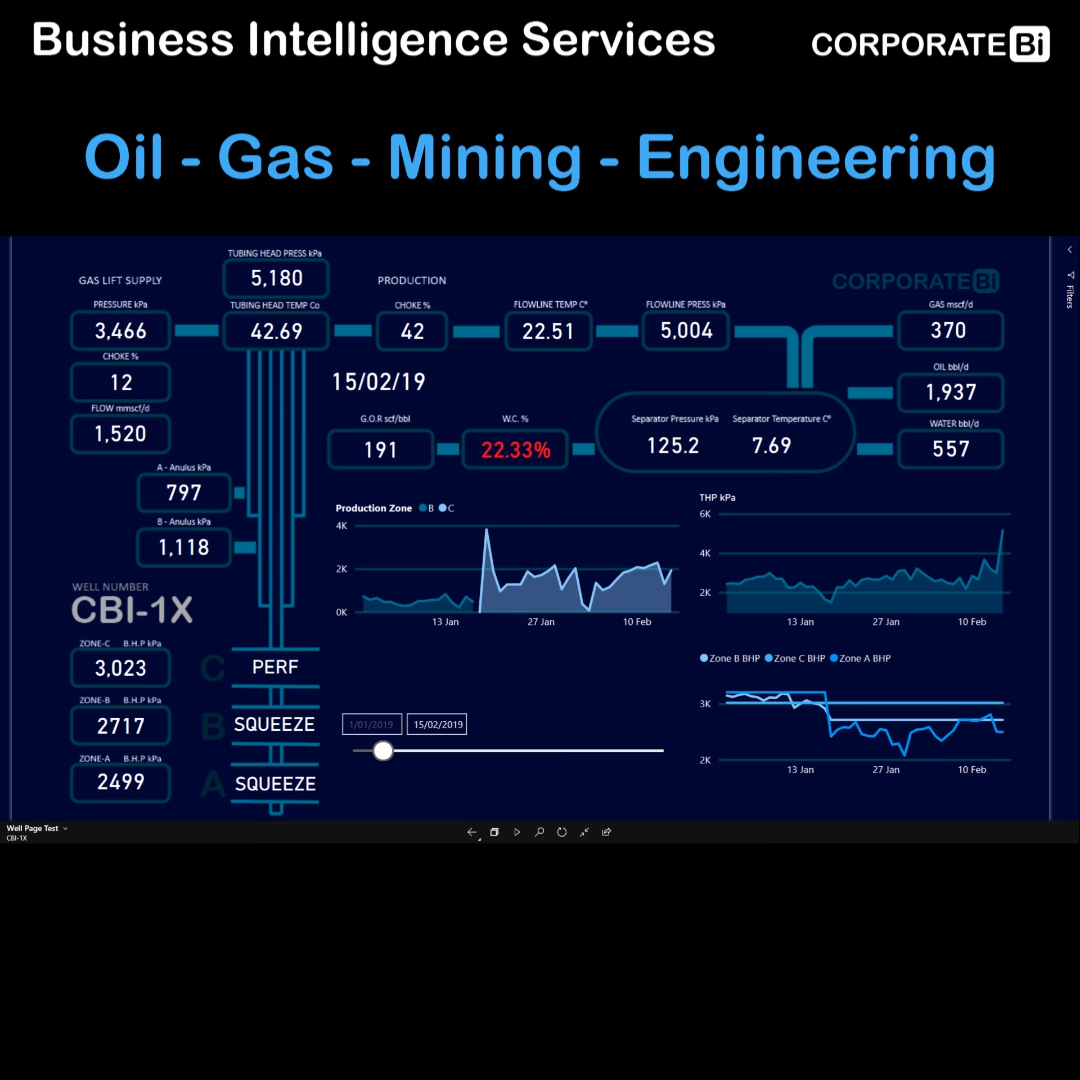 Business Intelligence Services
CORPORATE Bi
Oil - Gas - Mining - Engineering
TUBING HEAD PRESS kPa
5,180
GAS LIFT SUPPLY
PRODUCTION
CORPORATE Bi
PRESSURE kPa
3,466
TUBING HEAD TEMP Co
42.69
CHOKE %
42
FLOWLINE TEMP C°
22.51
FLOWLINE PRESS kPa
5,004
GAS mscf/d
370
Filters
CHOKE %
12
15/02/19
OIL bbl/d
1,937
FLOW mmscf/d
1,520
G.O.R scf/bbl
191
W.C. %
22.33%
Separator Pressure kPa
125.2
Separator Temperature C°
7.69
WATER bbl/d
557
A - Anulus kPa
797
B - Anulus kPa
1,118
Production Zone B C
4K
2K
0K
13 Jan 27 Jan 10 Feb
THP kPa
6K
4K
2K
13 Jan 27 Jan 10 Feb
WELL NUMBER
CBI-1X
ZONE-C B.H.P kPa
3,023
C PERF
ZONE-B B.H.P kPa
2717
B SQUEEZE
ZONE-A B.H.P kPa
2499
A SQUEEZE
1/01/2019 15/02/2019
Zone B BHP Zone C BHP Zone A BHP
3K
2K
13 Jan 27 Jan 10 Feb
Well Page Test
CBI-1X